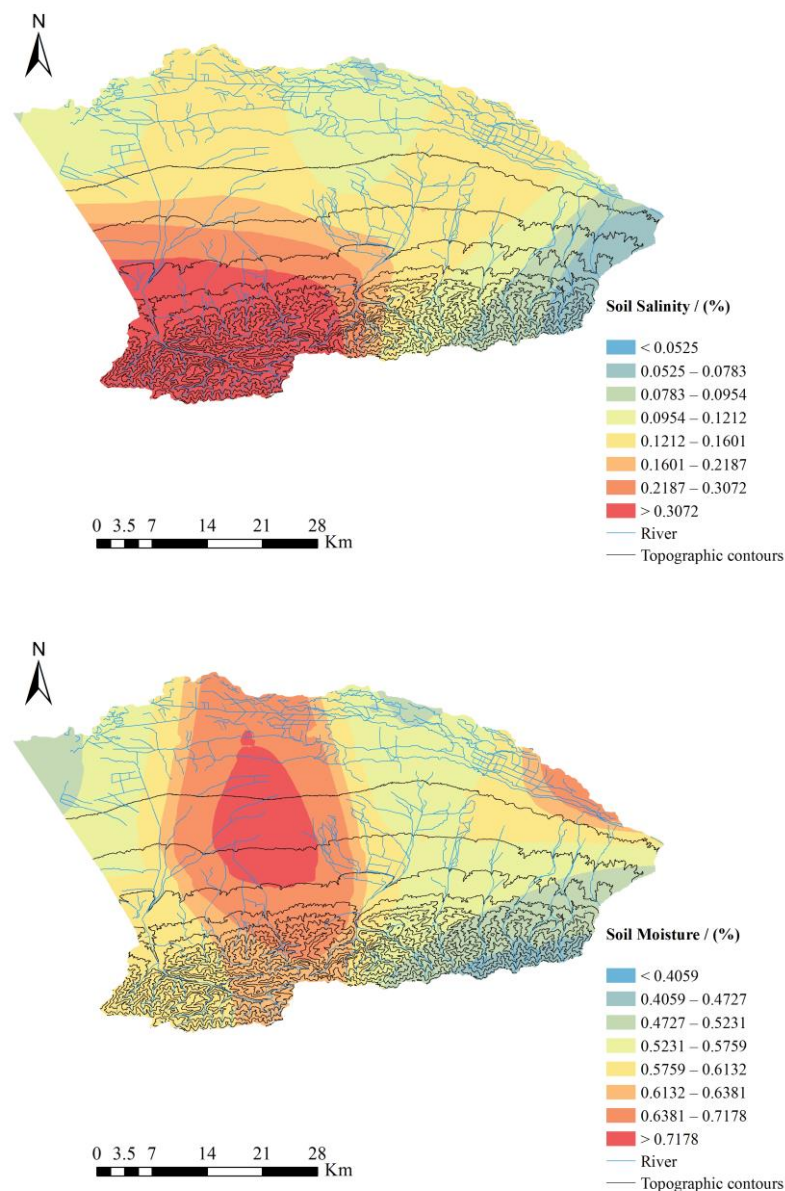 N
Soil Salinity / (%)
< 0.0525
0.0525 – 0.0783
0.0783 – 0.0954
0.0954 – 0.1212
0.1212 – 0.1601
0.1601 – 0.2187
0.2187 – 0.3072
> 0.3072
River
Topographic contours
0 3.5 7 14 21 28
Km
N
Soil Moisture / (%)
< 0.4059
0.4059 – 0.4727
0.4727 – 0.5231
0.5231 – 0.5759
0.5759 – 0.6132
0.6132 – 0.6381
0.6381 – 0.7178
> 0.7178
River
Topographic contours
0 3.5 7 14 21 28
Km